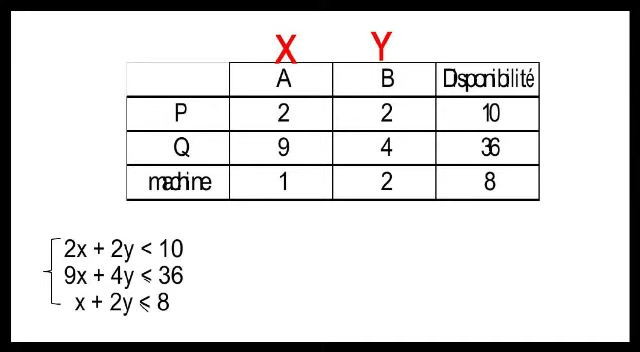 X Y
A B Disponibilité
P 2 2 10
Q 9 4 36
machine 1 2 8
2x + 2y < 10
9x + 4y ⩽ 36
x + 2y ⩽ 8